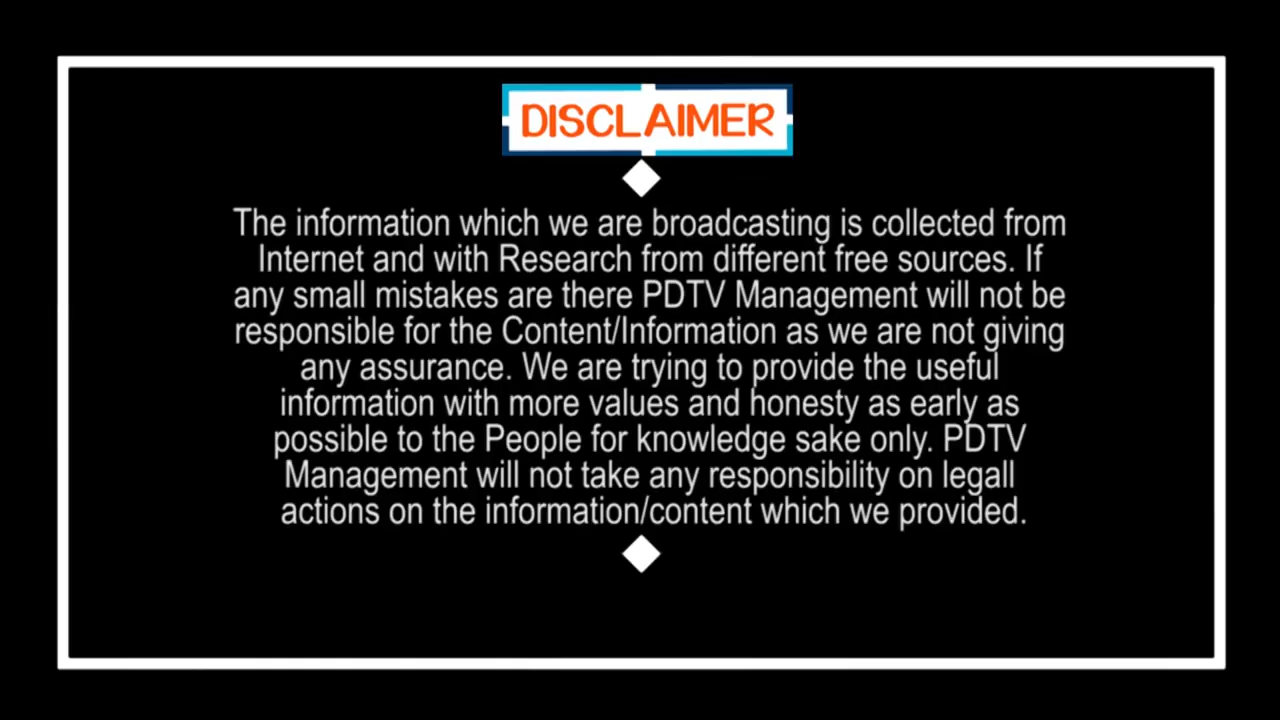 DISCLAIMER
The information which we are broadcasting is collected from
Internet and with Research from different free sources. If
any small mistakes are there PDTV Management will not be
responsible for the Content/Information as we are not giving
any assurance. We are trying to provide the useful
information with more values and honesty as early as
possible to the People for knowledge sake only. PDTV
Management will not take any responsibility on legall
actions on the information/content which we provided.